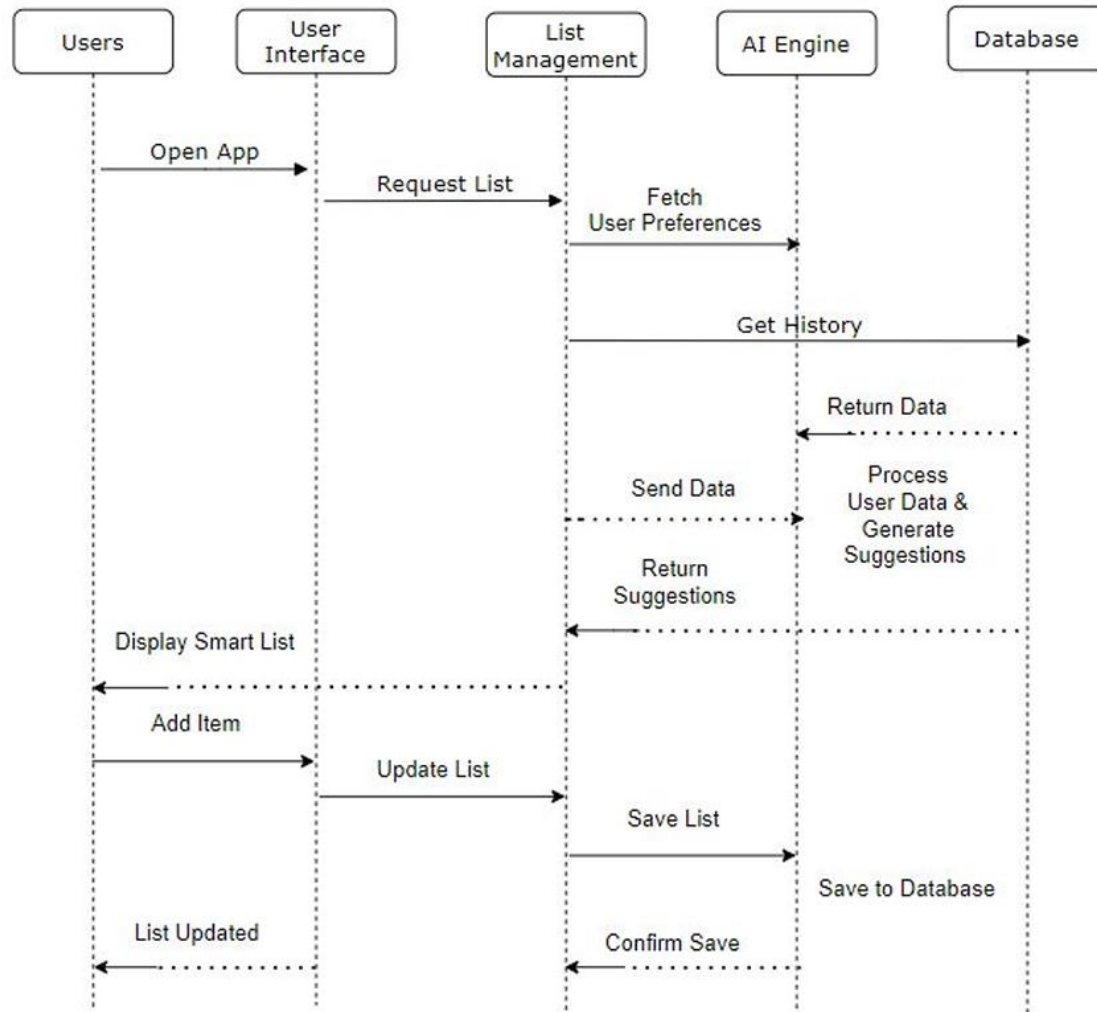 Users
User
Interface
List
Management
AI Engine
Database
Open App
Request List
Fetch
User Preferences
Get History
Return Data
Send Data
Process
User Data &
Generate
Suggestions
Return
Suggestions
Display Smart List
Add Item
Update List
Save List
Save to Database
List Updated
Confirm Save